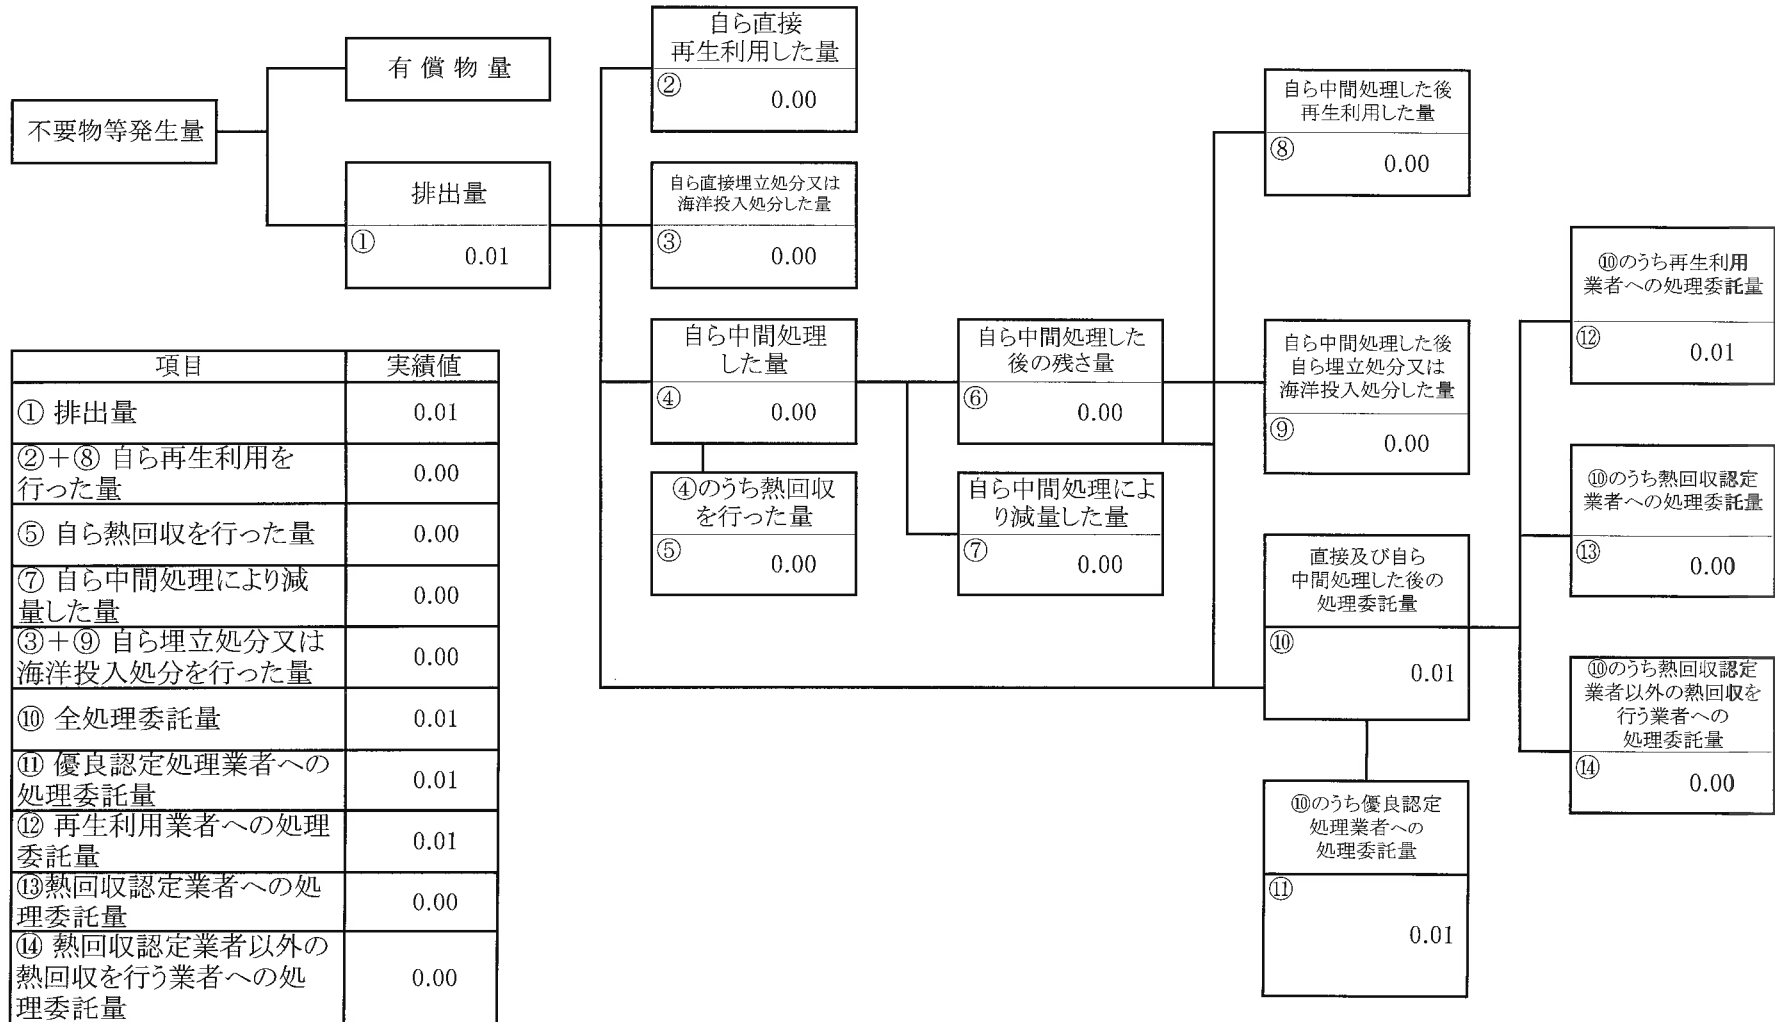 不要物等発生量
有償物量
排出量
①
0.01
自ら直接
再生利用した量
②
0.00
自ら直接埋立処分又は
海洋投入処分した量
③
0.00
自ら中間処理
した量
④
0.00
④のうち熱回収
を行った量
⑤
0.00
自ら中間処理した
後の残さ量
⑥
0.00
自ら中間処理によ
り減量した量
⑦
0.00
自ら中間処理した後
再生利用した量
⑧
0.00
自ら中間処理した後
自ら埋立処分又は
海洋投入処分した量
⑨
0.00
直接及び自ら
中間処理した後の
処理委託量
⑩
0.01
⑩のうち優良認定
処理業者への
処理委託量
⑪
0.01
⑩のうち再生利用
業者への処理委託量
⑫
0.01
⑩のうち熱回収認定
業者への処理委託量
⑬
0.00
⑩のうち熱回収認定
業者以外の熱回収を
行う業者への
処理委託量
⑭
0.00
項目 実績値
① 排出量 0.01
②＋⑧ 自ら再生利用を
行った量 0.00
⑤ 自ら熱回収を行った量 0.00
⑦ 自ら中間処理により減
量した量 0.00
③＋⑨ 自ら埋立処分又は
海洋投入処分を行った量 0.00
⑩ 全処理委託量 0.01
⑪ 優良認定処理業者への
処理委託量 0.01
⑫ 再生利用業者への処理
委託量 0.01
⑬熱回収認定業者への処
理委託量 0.00
⑭ 熱回収認定業者以外の
熱回収を行う業者への処
理委託量 0.00